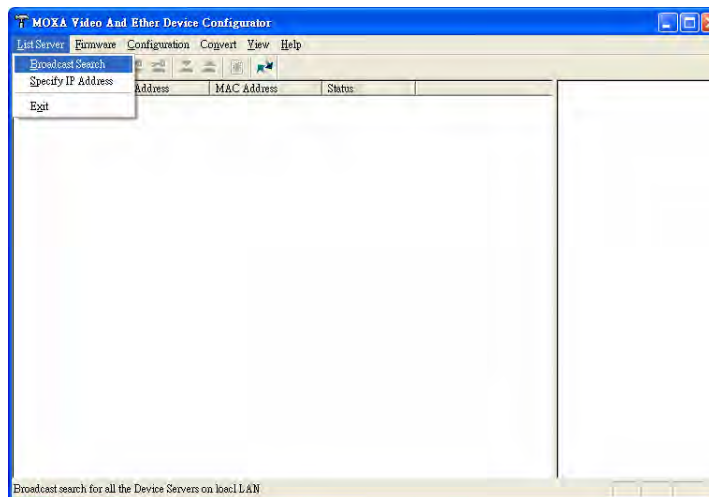 MOXA Video And Ether Device Configurator
List Server Firmware Configuration Convert View Help
Broadcast Search
Specify IP Address
Exit
Address MAC Address Status
Broadcast search for all the Device Servers on loacl LAN